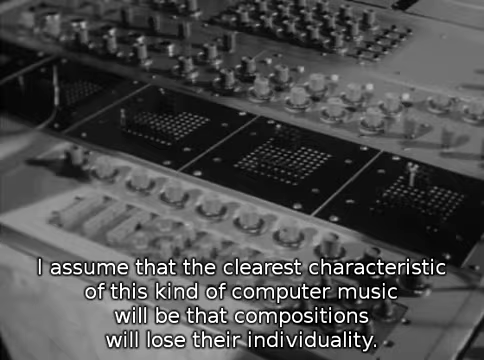 I assume that the clearest characteristic
of this kind of computer music
will be that compositions
will lose their individuality.